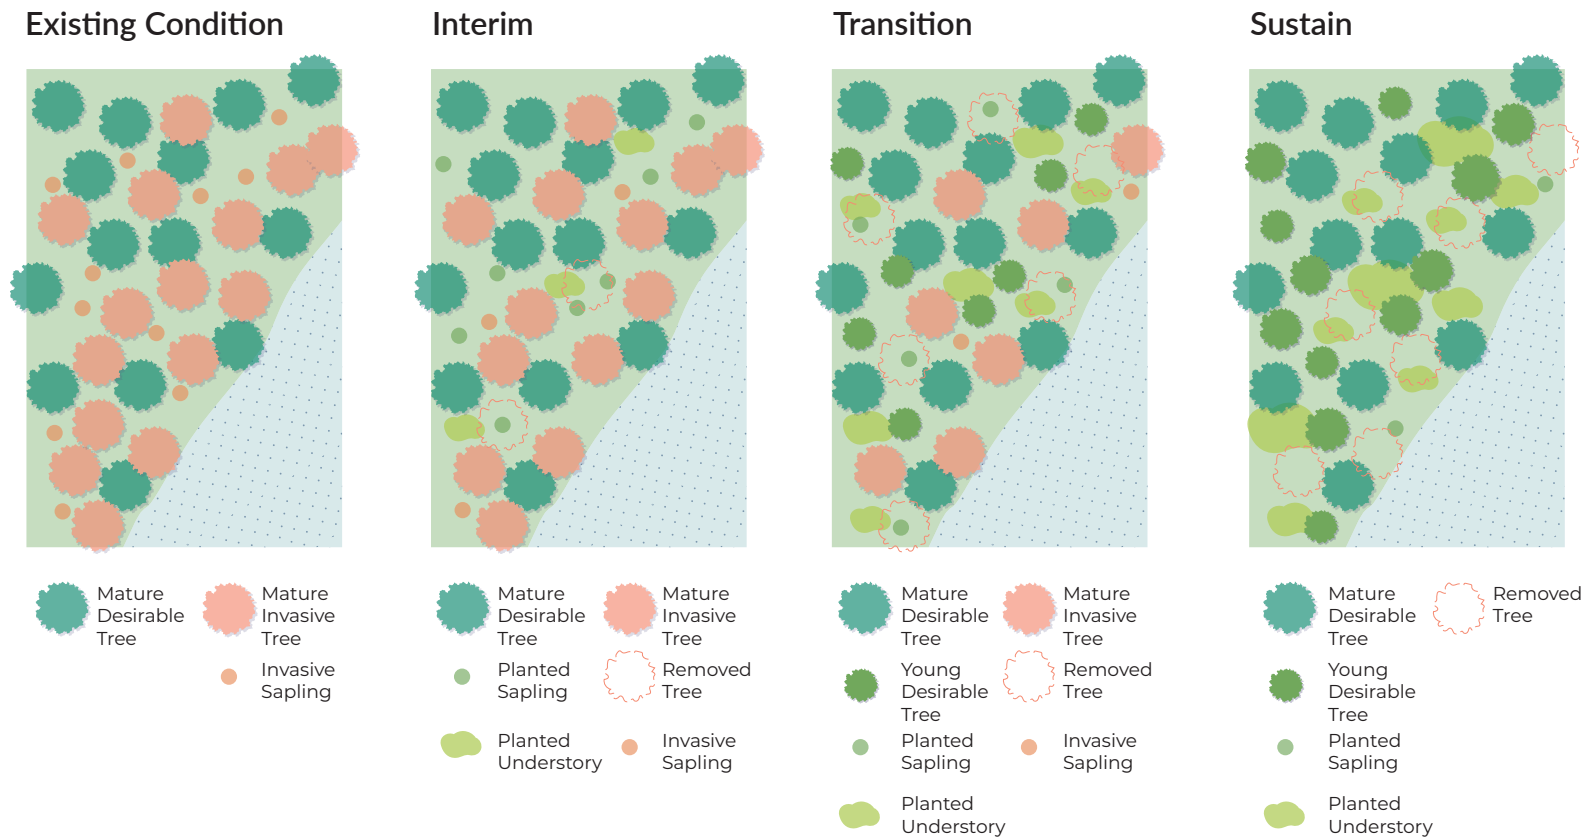 Existing Condition
Interim
Transition
Sustain
Mature
Desirable
Tree
Mature
Invasive
Tree
Invasive
Sapling
Mature
Desirable
Tree
Mature
Invasive
Tree
Planted
Sapling
Removed
Tree
Planted
Understory
Invasive
Sapling
Mature
Desirable
Tree
Mature
Invasive
Tree
Young
Desirable
Tree
Removed
Tree
Planted
Sapling
Invasive
Sapling
Planted
Understory
Mature
Desirable
Tree
Removed
Tree
Young
Desirable
Tree
Planted
Sapling
Planted
Understory